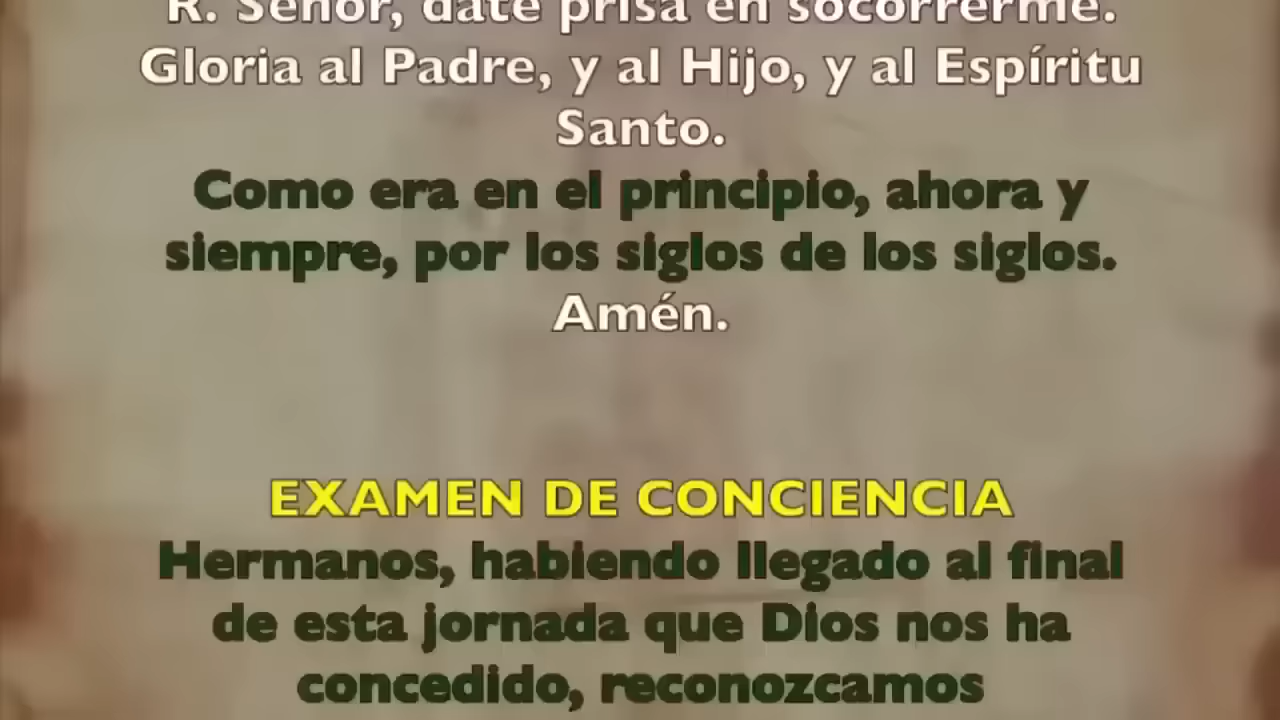 R. Señor, date prisa en socorrerme.
Gloria al Padre, y al Hijo, y al Espíritu
Santo.
Como era en el principio, ahora y
siempre, por los siglos de los siglos.
Amén.
EXAMEN DE CONCIENCIA
Hermanos, habiendo llegado al final
de esta jornada que Dios nos ha
concedido, reconozcamos